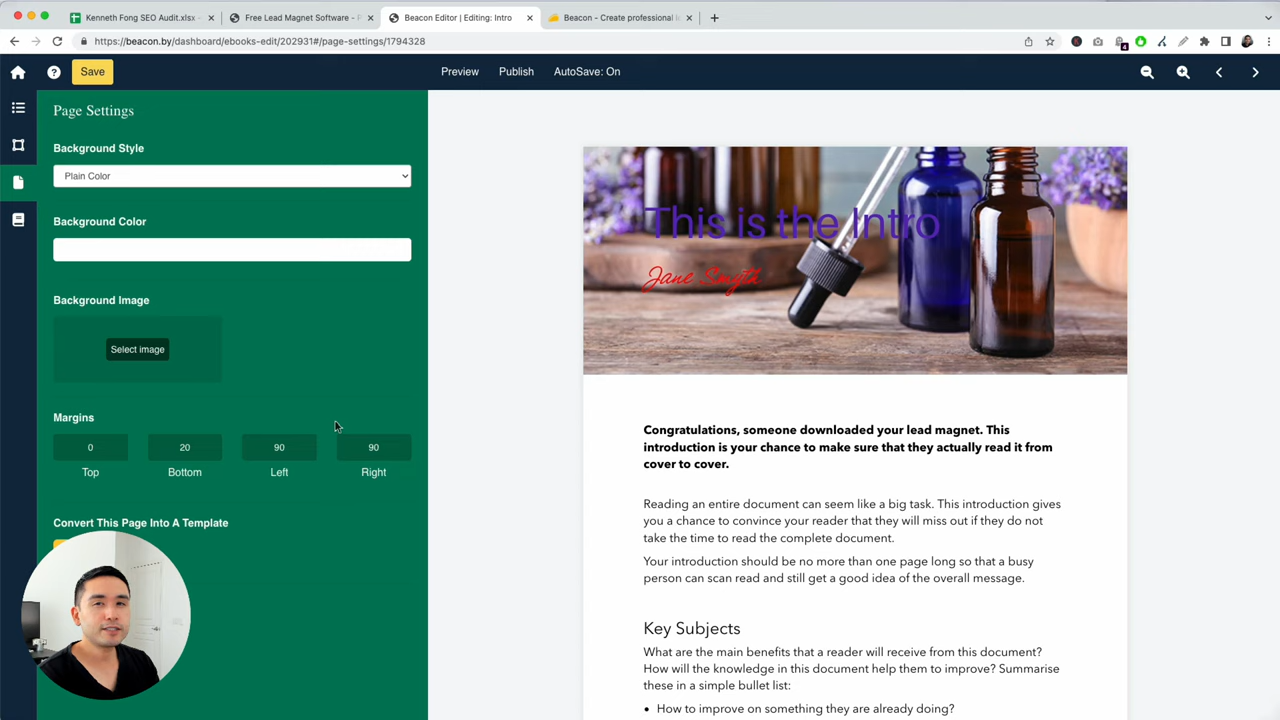 Kenneth Fong SEO Audit.xlsx -
Free Lead Magnet Software - P
Beacon Editor | Editing: Intro
Beacon - Create professional l
https://beacon.by/dashboard/ebooks-edit/202931#/page-settings/1794328
4
Save
Preview
Publish
AutoSave: On
Page Settings
Background Style
Plain Color
Background Color
Background Image
Select image
Margins
0
20
90
90
Top
Bottom
Left
Right
Convert This Page Into A Template
This is the Intro
Jane Smyth
Congratulations, someone downloaded your lead magnet. This
introduction is your chance to make sure that they actually read it from
cover to cover.
Reading an entire document can seem like a big task. This introduction gives
you a chance to convince your reader that they will miss out if they do not
take the time to read the complete document.
Your introduction should be no more than one page long so that a busy
person can scan read and still get a good idea of the overall message.
Key Subjects
What are the main benefits that a reader will receive from this document?
How will the knowledge in this document help them to improve? Summarise
these in a simple bullet list:
• How to improve on something they are already doing?